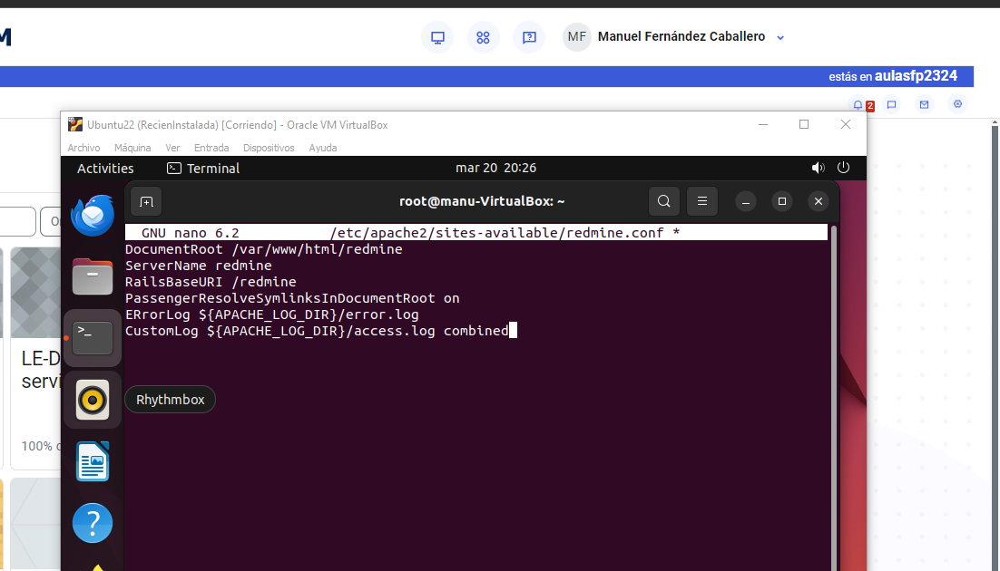 M
MF Manuel Fernández Caballero
estás en aulasfp2324
2
Ubuntu22 (RecienInstalada) [Corriendo] - Oracle VM VirtualBox
Archivo Máquina Ver Entrada Dispositivos Ayuda
Activities Terminal mar 20 20:26
root@manu-VirtualBox: ~
GNU nano 6.2 /etc/apache2/sites-available/redmine.conf *
DocumentRoot /var/www/html/redmine
ServerName redmine
RailsBaseURI /redmine
PassengerResolveSymlinksInDocumentRoot on
ERrorLog ${APACHE_LOG_DIR}/error.log
CustomLog ${APACHE_LOG_DIR}/access.log combined
LE-D
servi
Rhythmbox
100%